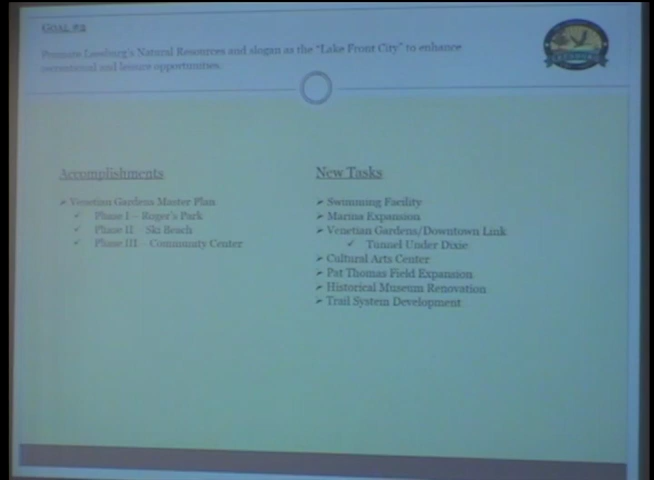 Goal #2
Promote Leesburg's Natural Resources and slogan as the "Lake Front City" to enhance
recreational and leisure opportunities.
Accomplishments
➢ Venetian Gardens Master Plan
✓ Phase I – Roger's Park
✓ Phase II – Ski Beach
✓ Phase III – Community Center
New Tasks
➢ Swimming Facility
➢ Marina Expansion
➢ Venetian Gardens/Downtown Link
✓ Tunnel Under Dixie
➢ Cultural Arts Center
➢ Pat Thomas Field Expansion
➢ Historical Museum Renovation
➢ Trail System Development